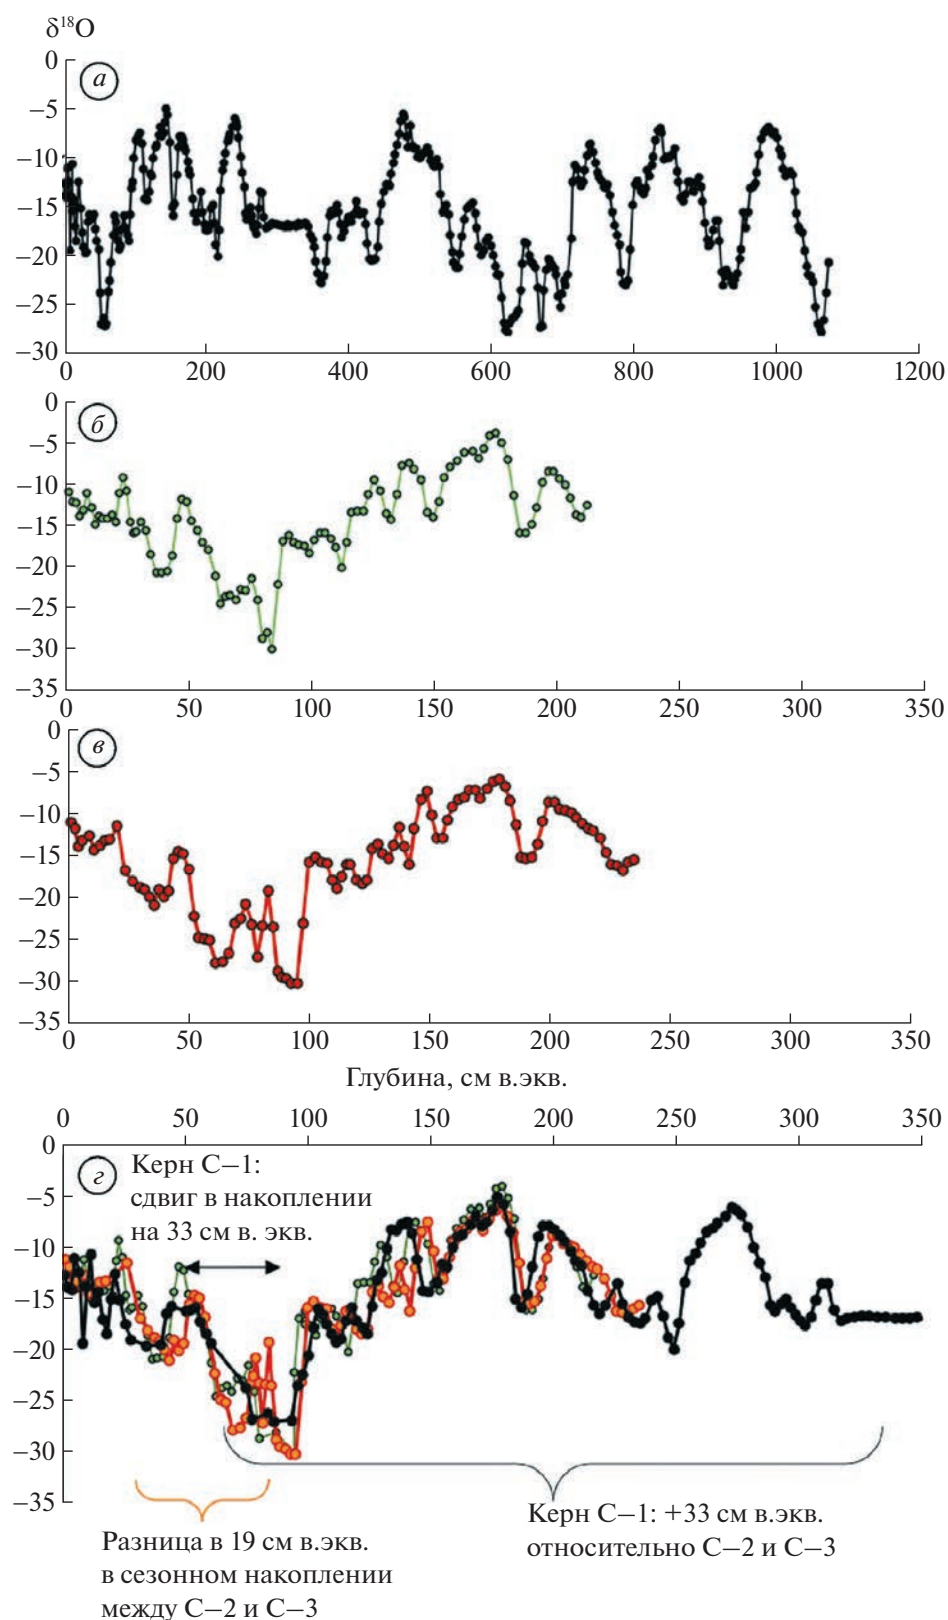 δ¹⁸O
0
а
−5
−10
−15
−20
−25
−30
0 200 400 600 800 1000 1200
0
б
−5
−10
−15
−20
−25
−30
−35
0 50 100 150 200 250 300 350
0
в
−5
−10
−15
−20
−25
−30
−35
0 50 100 150 200 250 300 350
Глубина, см в.экв.
0 50 100 150 200 250 300 350
0
г Керн С–1:
сдвиг в накоплении
−5
на 33 см в. экв.
−10
−15
−20
−25
−30
−35
Керн С–1: +33 см в.экв.
относительно С–2 и С–3
Разница в 19 см в.экв.
в сезонном накоплении
между С–2 и С–3